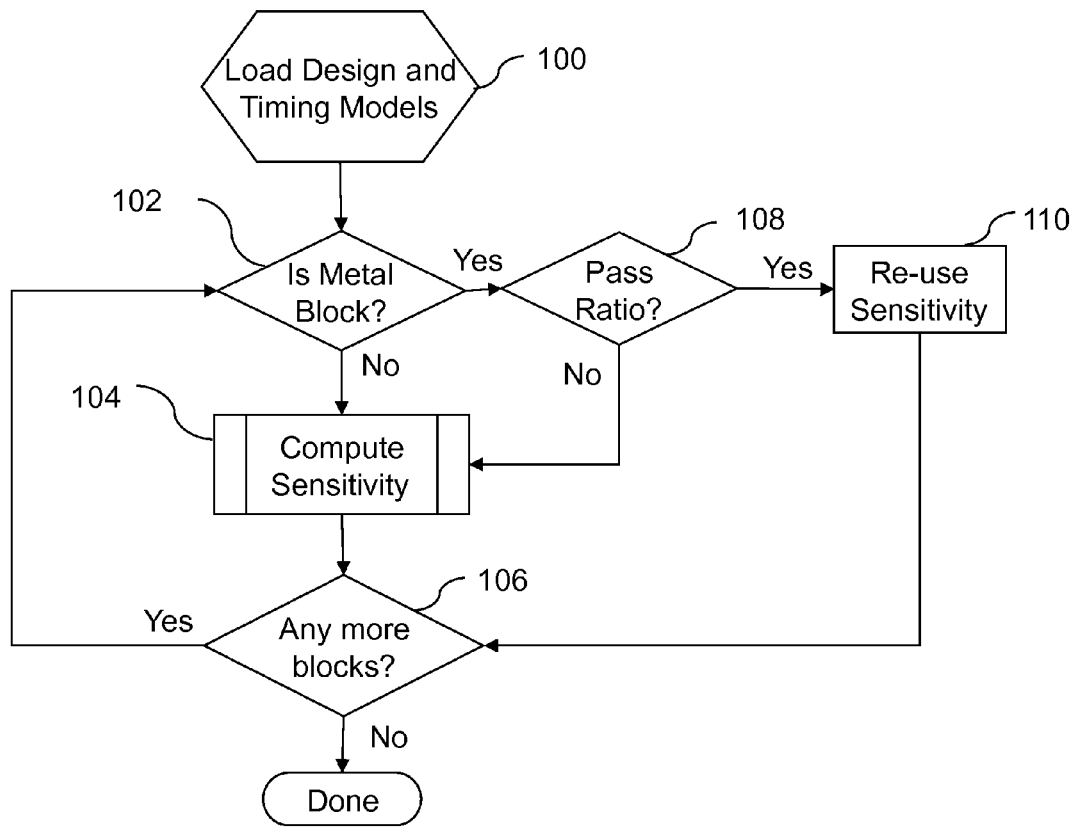 Load Design and
Timing Models
100
102
Is Metal
Block?
Yes
108
Pass
Ratio?
Yes
110
Re-use
Sensitivity
No
No
104
Compute
Sensitivity
106
Yes
Any more
blocks?
No
Done